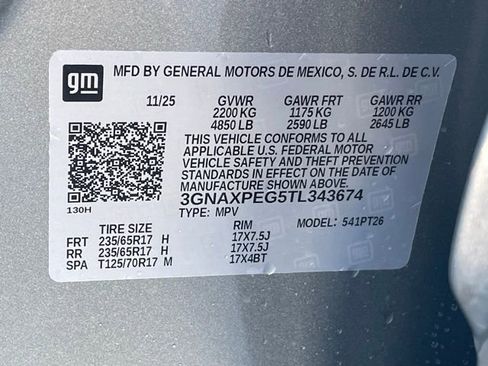 gm
MFD BY GENERAL MOTORS DE MEXICO, S. DE R.L. DE C.V.
11/25 GVWR GAWR FRT GAWR RR
2200 KG 1175 KG 1200 KG
4850 LB 2590 LB 2645 LB
THIS VEHICLE CONFORMS TO ALL
APPLICABLE U.S. FEDERAL MOTOR
VEHICLE SAFETY AND THEFT PREVENTION
STANDARDS IN EFFECT ON THE DATE OF
MANUFACTURE SHOWN ABOVE.
3GNAXPEG5TL343674
130H TYPE: MPV
MODEL: 541PT26
TIRE SIZE RIM
FRT 235/65R17 H 17X7.5J
RR 235/65R17 H 17X7.5J
SPA T125/70R17 M 17X4BT